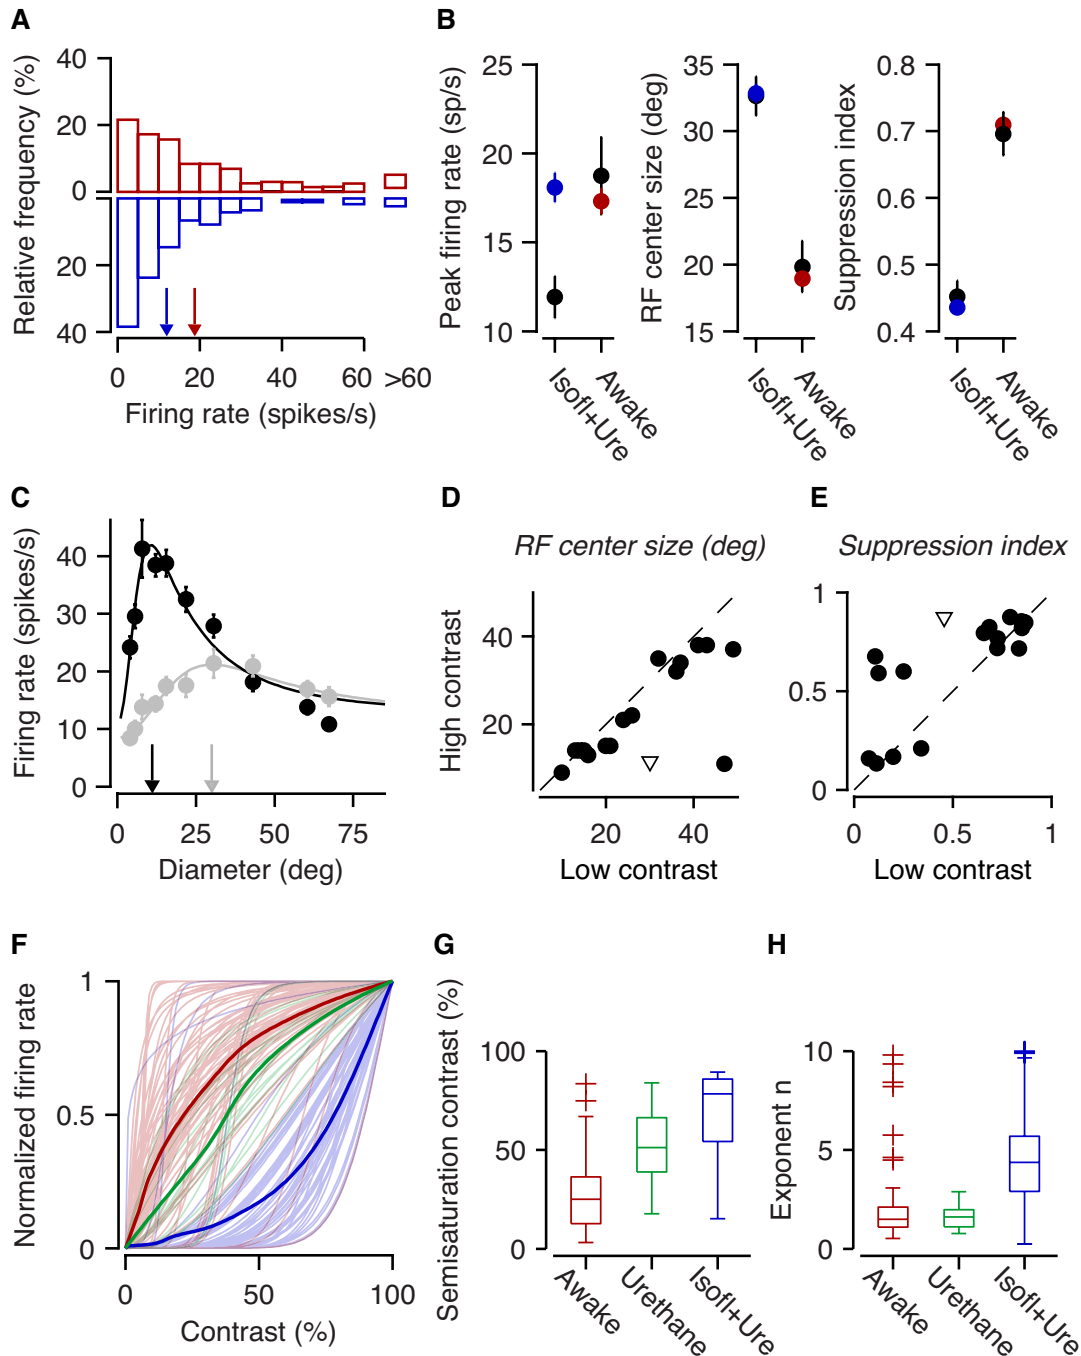 A
Relative frequency (%)
40
20
0
20
40
0 20 40 60 >60
Firing rate (spikes/s)
B
Peak firing rate (sp/s)
25
20
15
10
Isofl+Ure
Awake
RF center size (deg)
35
30
25
20
15
Isofl+Ure
Awake
Suppression index
0.8
0.7
0.6
0.5
0.4
Isofl+Ure
Awake
C
Firing rate (spikes/s)
40
30
20
10
0
0 25 50 75
Diameter (deg)
D
RF center size (deg)
High contrast
40
20
20 40
Low contrast
E
Suppression index
1
0.5
0
0 0.5 1
Low contrast
F
Normalized firing rate
1
0.5
0
0 50 100
Contrast (%)
G
Semisaturation contrast (%)
100
50
0
Awake
Urethane
Isofl+Ure
H
Exponent n
10
5
0
Awake
Urethane
Isofl+Ure